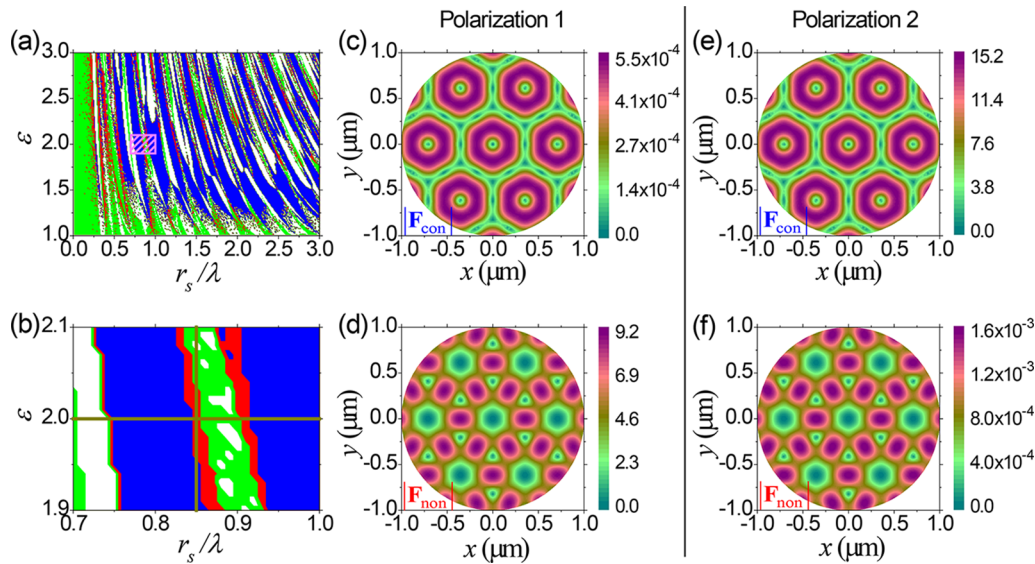 Polarization 1
Polarization 2
(a)
3.0
2.5
2.0
1.5
1.0
ε
0.0 0.5 1.0 1.5 2.0 2.5 3.0
r_s/λ
(c)
1.0
0.5
0.0
-0.5
-1.0
y (μm)
|F_con|
-1.0 -0.5 0.0 0.5 1.0
x (μm)
5.5x10⁻⁴
4.1x10⁻⁴
2.7x10⁻⁴
1.4x10⁻⁴
0.0
(e)
1.0
0.5
0.0
-0.5
-1.0
y (μm)
|F_con|
-1.0 -0.5 0.0 0.5 1.0
x (μm)
15.2
11.4
7.6
3.8
0.0
(b)
2.1
2.0
1.9
ε
0.7 0.8 0.9 1.0
r_s/λ
(d)
1.0
0.5
0.0
-0.5
-1.0
y (μm)
|F_non|
-1.0 -0.5 0.0 0.5 1.0
x (μm)
9.2
6.9
4.6
2.3
0.0
(f)
1.0
0.5
0.0
-0.5
-1.0
y (μm)
|F_non|
-1.0 -0.5 0.0 0.5 1.0
x (μm)
1.6x10⁻³
1.2x10⁻³
8.0x10⁻⁴
4.0x10⁻⁴
0.0